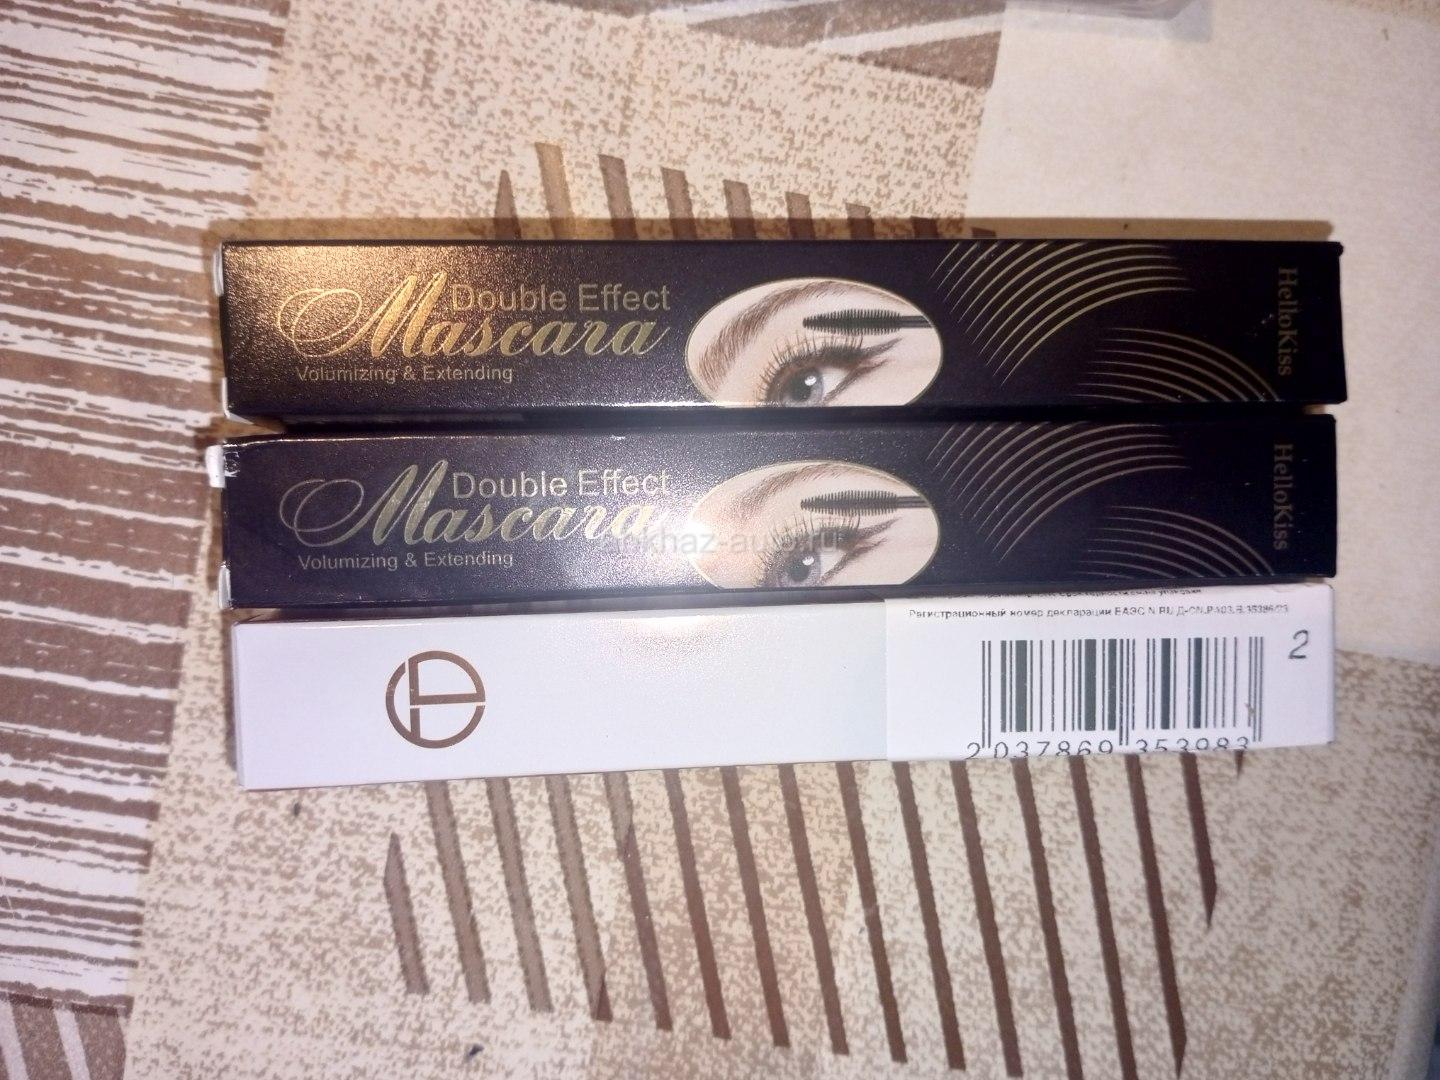 Double Effect
Mascara
Volumizing & Extending
HelloKiss
Double Effect
Mascara
Volumizing & Extending
HelloKiss
Регистрационный номер декларации ЕАЭС N RU Д-CN.РА03.В.35386/23
2
2 037869 353983